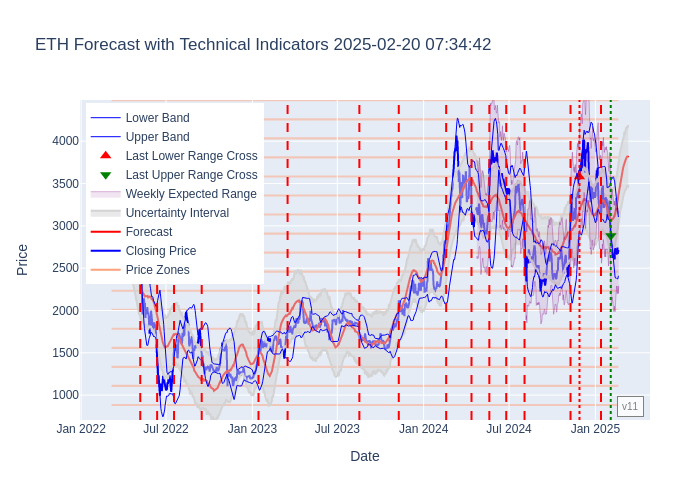 ETH Forecast with Technical Indicators 2025-02-20 07:34:42
Lower Band
Upper Band
Last Lower Range Cross
Last Upper Range Cross
Weekly Expected Range
Uncertainty Interval
Forecast
Closing Price
Price Zones
4000
3500
3000
2500
2000
1500
1000
Price
v11
Jan 2022
Jul 2022
Jan 2023
Jul 2023
Jan 2024
Jul 2024
Jan 2025
Date